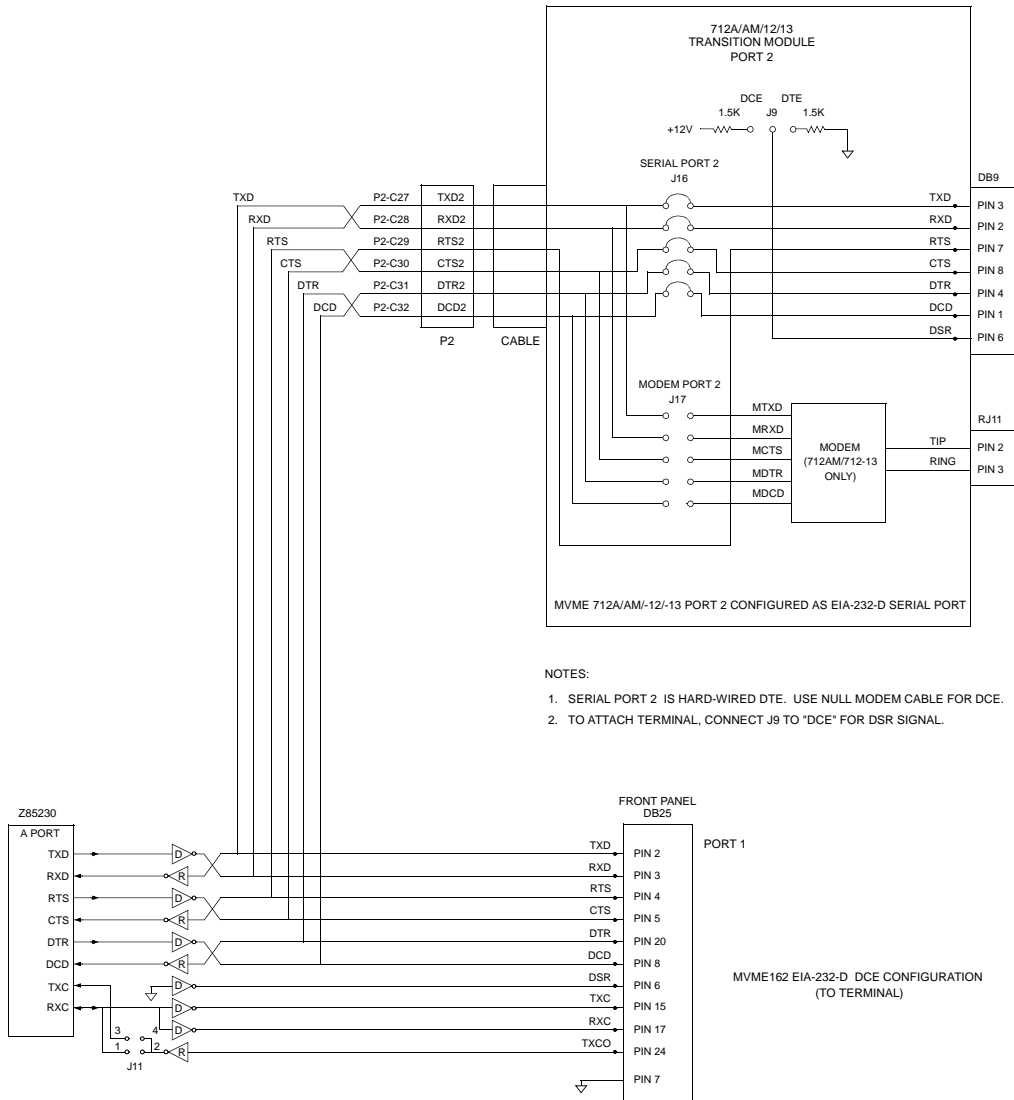 712A/AM/12/13
TRANSITION MODULE
PORT 2
DCE DTE
1.5K J9 1.5K
+12V
SERIAL PORT 2
J16
DB9
TXD P2-C27 TXD2 TXD PIN 3
RXD P2-C28 RXD2 RXD PIN 2
RTS P2-C29 RTS2 RTS PIN 7
CTS P2-C30 CTS2 CTS PIN 8
DTR P2-C31 DTR2 DTR PIN 4
DCD P2-C32 DCD2 DCD PIN 1
DSR PIN 6
P2 CABLE
MODEM PORT 2
J17
MTXD
MRXD
MCTS
MDTR
MDCD
MODEM
(712AM/712-13
ONLY)
RJ11
TIP PIN 2
RING PIN 3
MVME 712A/AM/-12/-13 PORT 2 CONFIGURED AS EIA-232-D SERIAL PORT
NOTES:
1. SERIAL PORT 2 IS HARD-WIRED DTE. USE NULL MODEM CABLE FOR DCE.
2. TO ATTACH TERMINAL, CONNECT J9 TO "DCE" FOR DSR SIGNAL.
Z85230
A PORT
FRONT PANEL
DB25
PORT 1
TXD D TXD PIN 2
RXD R RXD PIN 3
RTS D RTS PIN 4
CTS R CTS PIN 5
DTR D DTR PIN 20
DCD R DCD PIN 8
TXC D DSR PIN 6
RXC D TXC PIN 15
3 4 D RXC PIN 17
1 2 R TXCO PIN 24
J11
PIN 7
MVME162 EIA-232-D DCE CONFIGURATION
(TO TERMINAL)